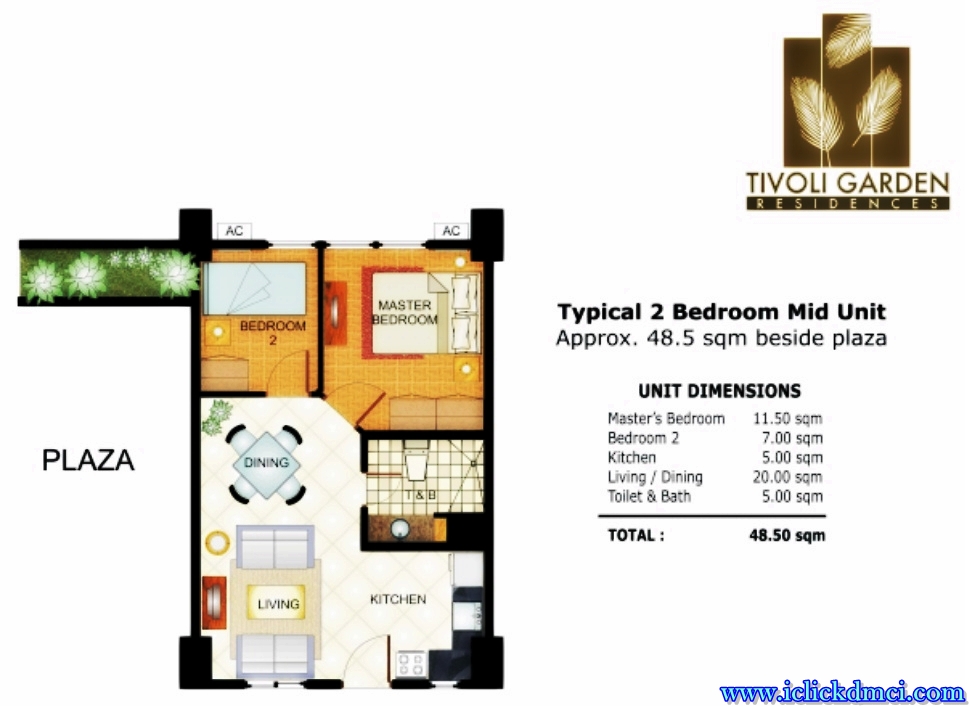 TIVOLI GARDEN
RESIDENCES
AC
AC
BEDROOM
2
MASTER
BEDROOM
PLAZA
DINING
T & B
LIVING
KITCHEN
Typical 2 Bedroom Mid Unit
Approx. 48.5 sqm beside plaza
UNIT DIMENSIONS
Master's Bedroom 11.50 sqm
Bedroom 2 7.00 sqm
Kitchen 5.00 sqm
Living / Dining 20.00 sqm
Toilet & Bath 5.00 sqm
TOTAL : 48.50 sqm
www.iclickdmci.com